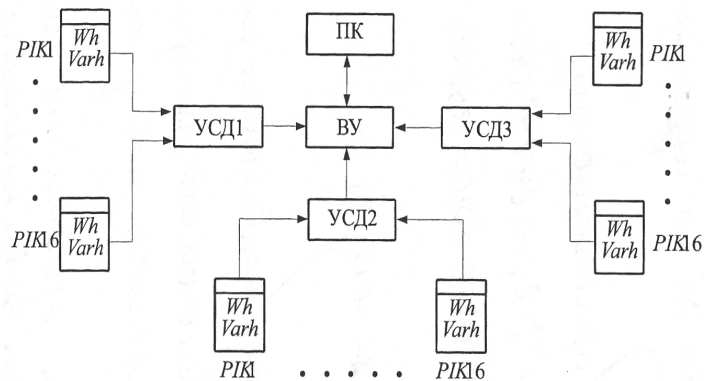 ПК
Wh
Varh
PIK1
Wh
Varh
PIK1
УСД1
ВУ
УСД3
Wh
Varh
PIK16
УСД2
Wh
Varh
PIK16
Wh
Varh
PIK1
Wh
Varh
PIK16